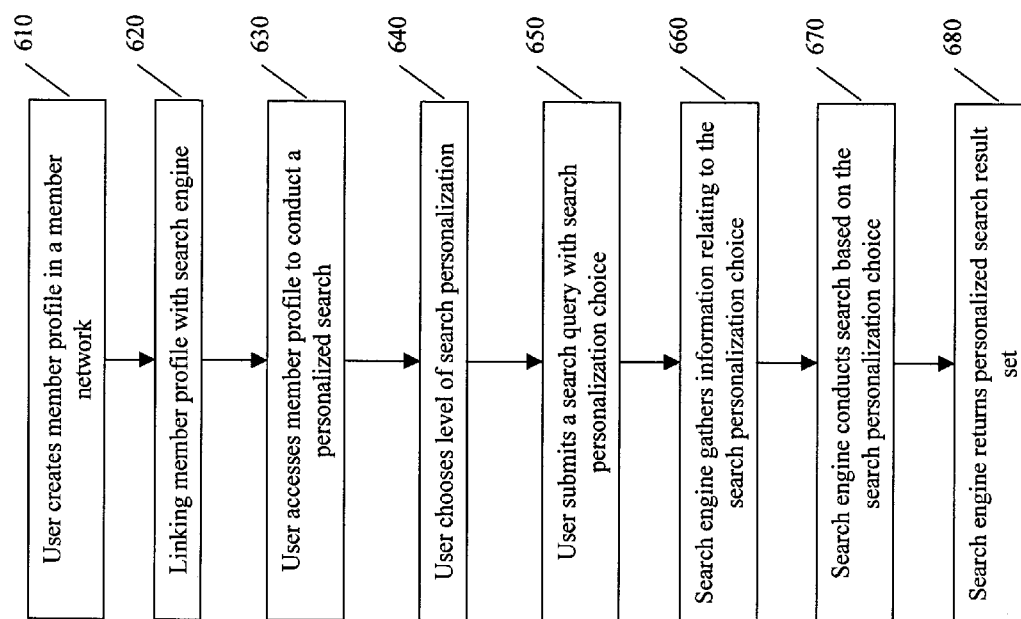 610
User creates member profile in a member
network
620
Linking member profile with search engine
630
User accesses member profile to conduct a
personalized search
640
User chooses level of search personalization
650
User submits a search query with search
personalization choice
660
Search engine gathers information relating to the
search personalization choice
670
Search engine conducts search based on the
search personalization choice
680
Search engine returns personalized search result
set